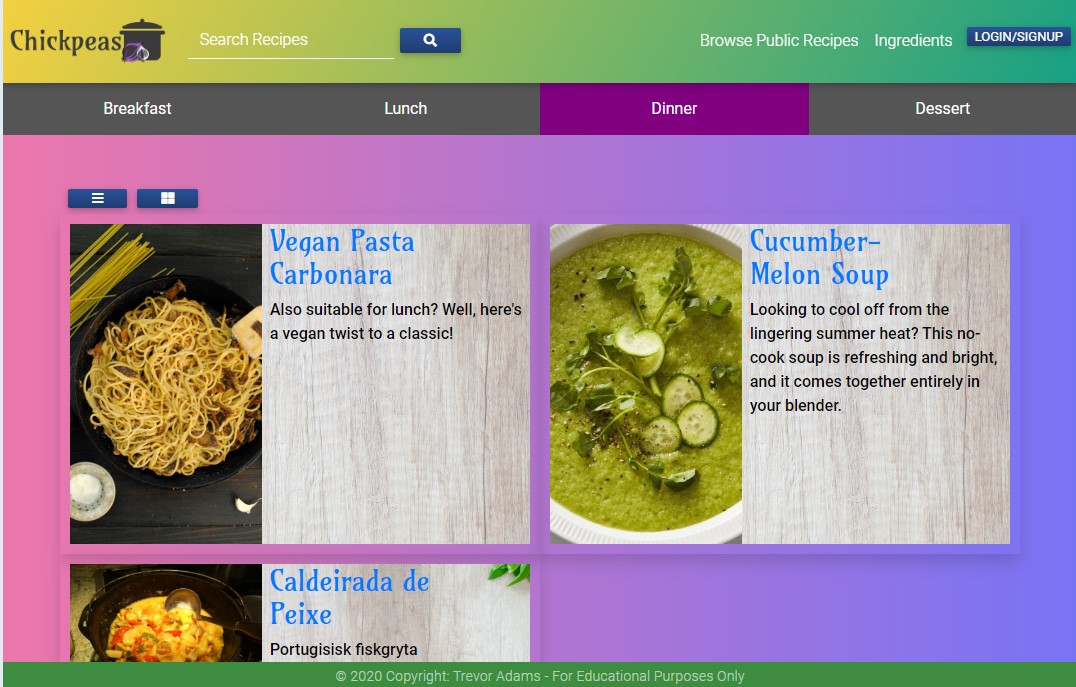 Chickpeas
Search Recipes
Browse Public Recipes
Ingredients
LOGIN/SIGNUP
Breakfast
Lunch
Dinner
Dessert
Vegan Pasta
Carbonara
Also suitable for lunch? Well, here's
a vegan twist to a classic!
Cucumber-
Melon Soup
Looking to cool off from the
lingering summer heat? This no-
cook soup is refreshing and bright,
and it comes together entirely in
your blender.
Caldeirada de
Peixe
Portugisisk fiskgryta
© 2020 Copyright: Trevor Adams - For Educational Purposes Only